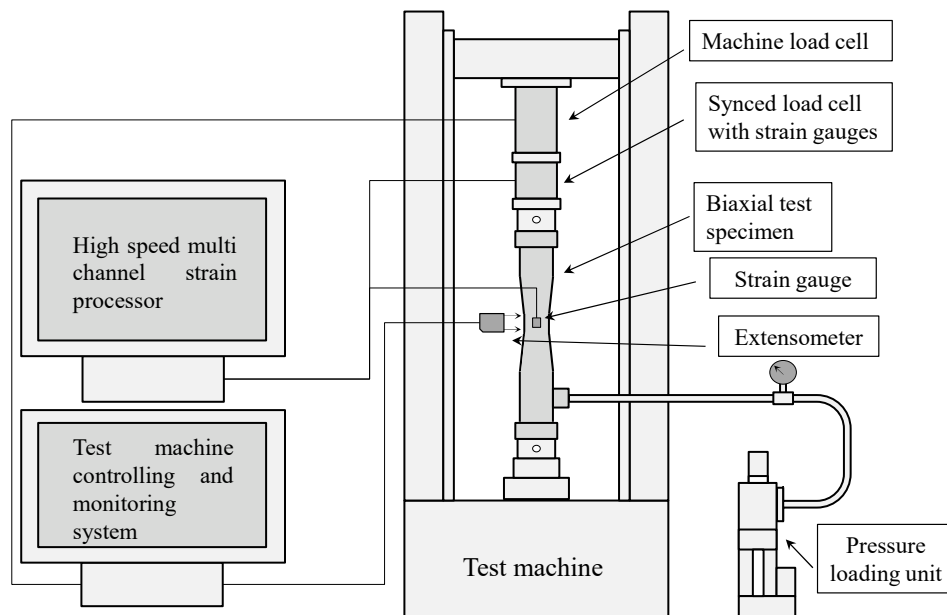 Machine load cell
Synced load cell
with strain gauges
Biaxial test
specimen
Strain gauge
Extensometer
High speed multi
channel strain
processor
Test machine
controlling and
monitoring
system
Test machine
Pressure
loading unit